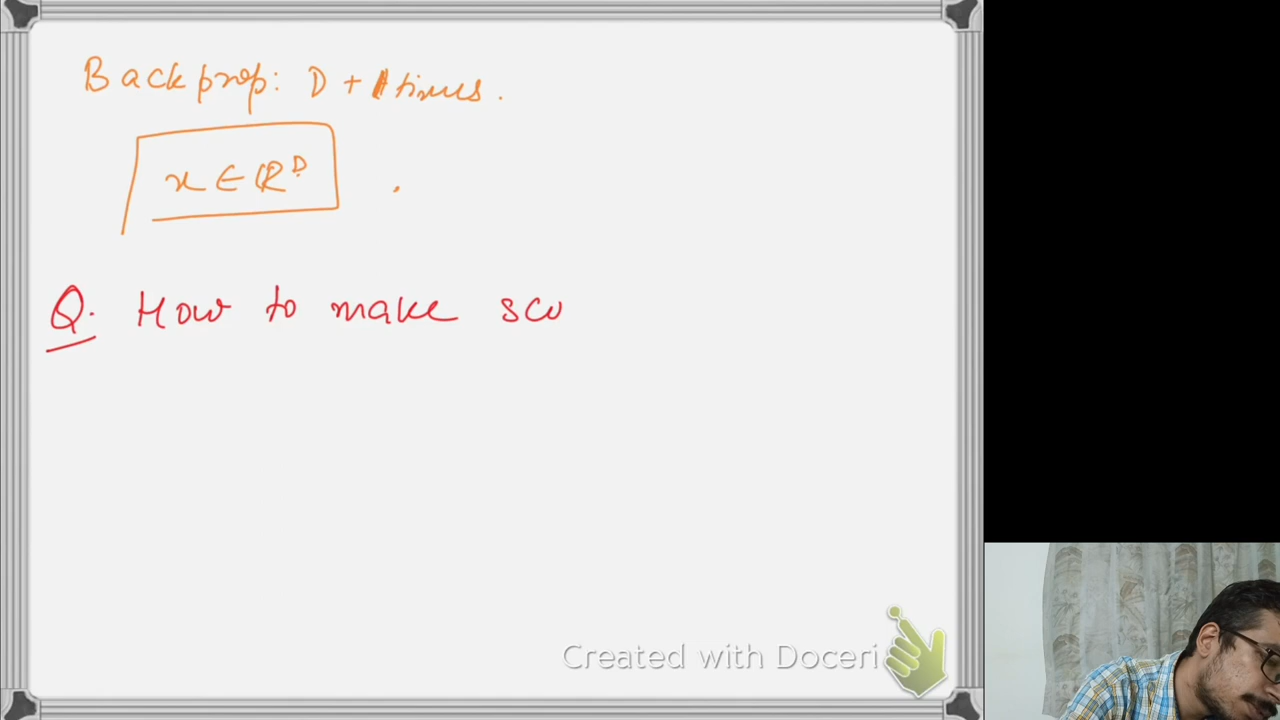 Backprop: D + 1 times.
x ∈ ℝᴰ .
Q. How to make sco
Created with Doceri